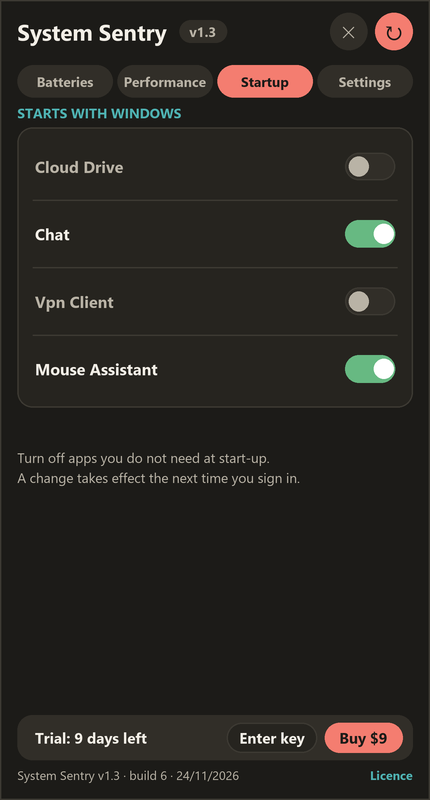 System Sentry v1.3
Batteries Performance Startup Settings
STARTS WITH WINDOWS
Cloud Drive
Chat
Vpn Client
Mouse Assistant
Turn off apps you do not need at start-up.
A change takes effect the next time you sign in.
Trial: 9 days left Enter key Buy $9
System Sentry v1.3 · build 6 · 24/11/2026 Licence